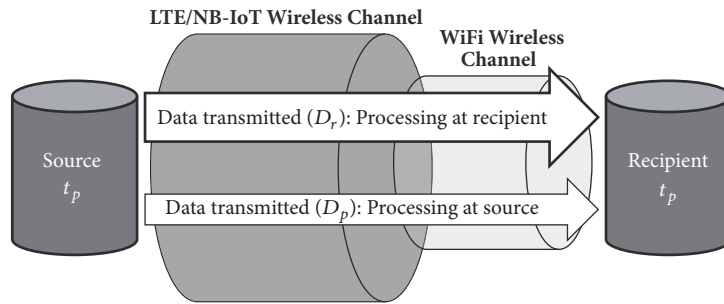 LTE/NB-IoT Wireless Channel
WiFi Wireless
Channel
Data transmitted (D_r): Processing at recipient
Source
t_p
Recipient
t_p
Data transmitted (D_p): Processing at source